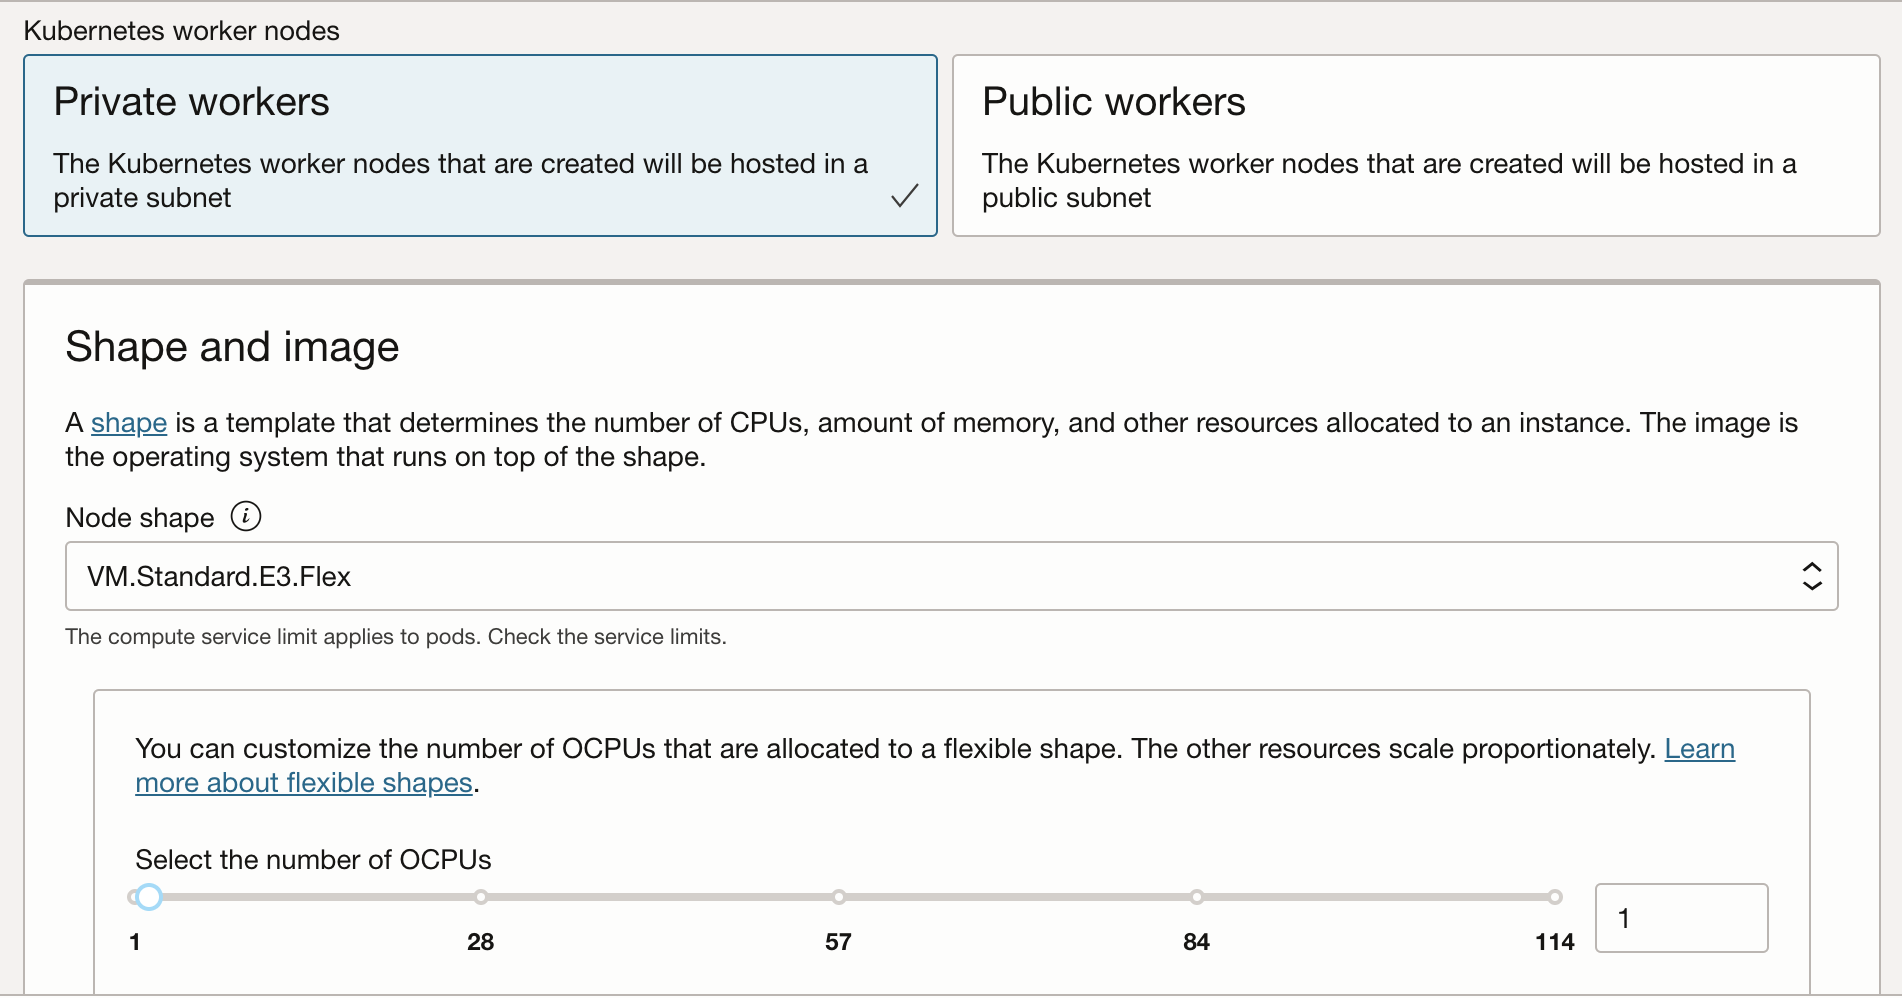 Kubernetes worker nodes
Private workers
The Kubernetes worker nodes that are created will be hosted in a
private subnet
Public workers
The Kubernetes worker nodes that are created will be hosted in a
public subnet
Shape and image
A shape is a template that determines the number of CPUs, amount of memory, and other resources allocated to an instance. The image is
the operating system that runs on top of the shape.
Node shape i
VM.Standard.E3.Flex
The compute service limit applies to pods. Check the service limits.
You can customize the number of OCPUs that are allocated to a flexible shape. The other resources scale proportionately. Learn
more about flexible shapes.
Select the number of OCPUs
1
1 28 57 84 114